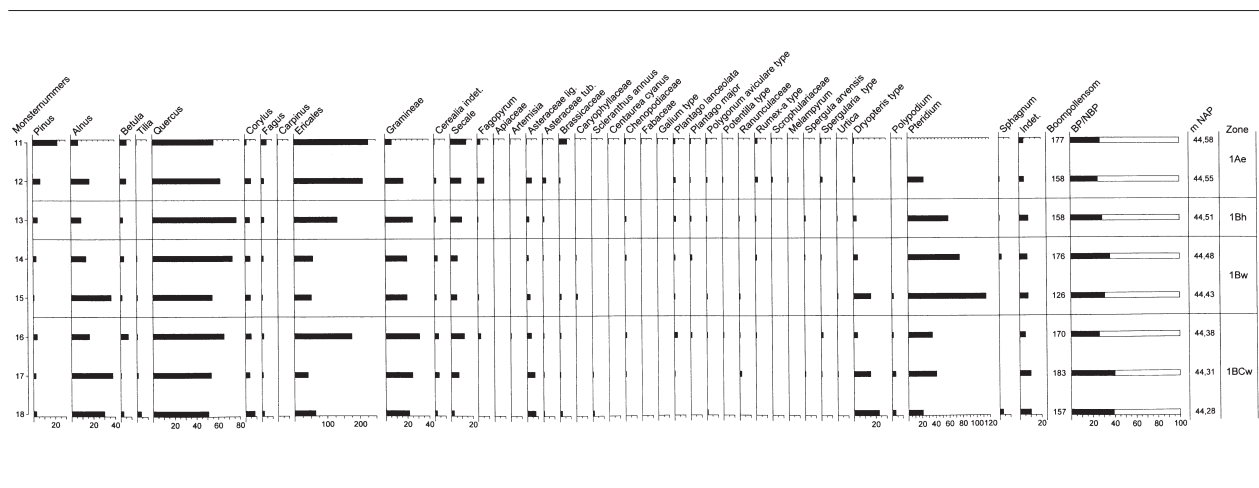 Monsternummers
Pinus
Alnus
Betula
Tilia
Quercus
Corylus
Fagus
Carpinus
Ericales
Gramineae
Cerealia indet.
Secale
Fagopyrum
Apiaceae
Artemisia
Asteraceae lig.
Asteraceae tub.
Brassicaceae
Caryophyllaceae
Scleranthus annuus
Centaurea cyanus
Chenopodiaceae
Fabaceae
Galium type
Plantago lanceolata
Plantago major
Polygonum aviculare type
Potentilla type
Ranunculaceae
Rumex-a type
Scrophulariaceae
Melampyrum
Spergula arvensis
Spergularia type
Urtica
Dryopteris type
Polypodium
Pteridium
Sphagnum
Indet.
Boompollensom
BP/NBP
m NAP
Zone
11 177 44,58
1Ae
12 158 44,55
13 158 44,51 1Bh
14 176 44,48
1Bw
15 126 44,43
16 170 44,38
17 183 44,31 1BCw
18 157 44,28
20 20 40 20 40 60 80 100 200 20 40 20 20 20 40 60 80 100 120 20 20 40 60 80 100